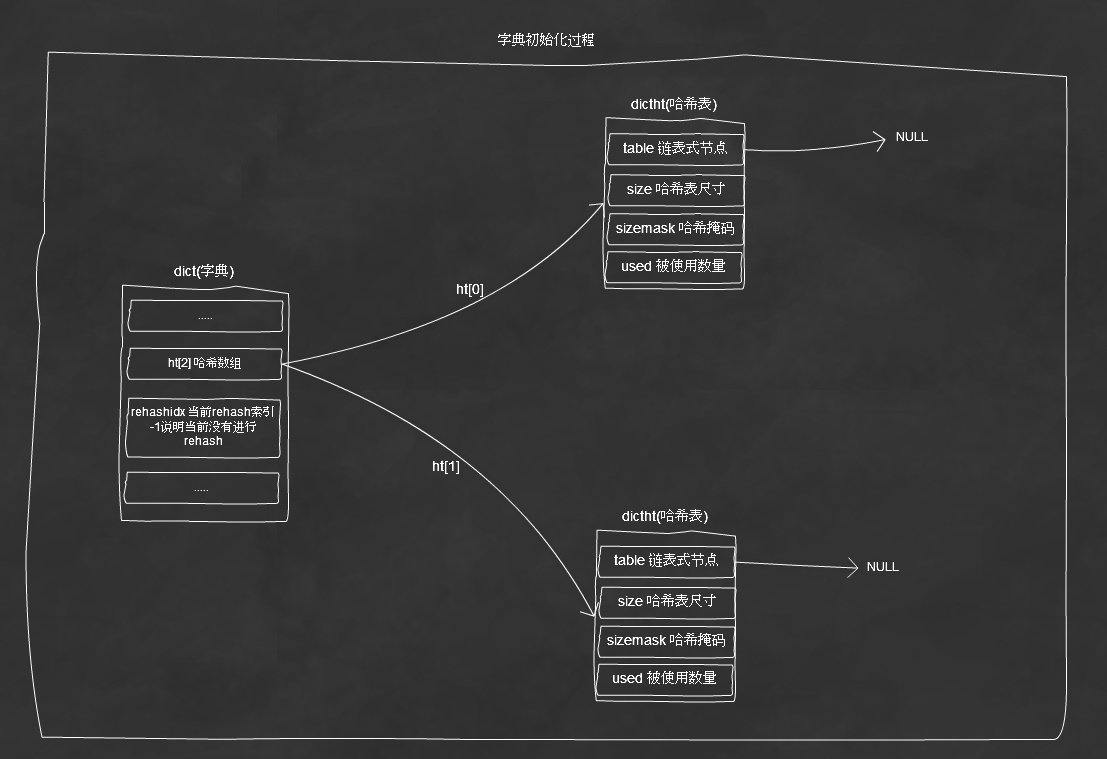 字典初始化过程
dictht(哈希表)
table 链表式节点
NULL
size 哈希表尺寸
sizemask 哈希掩码
used 被使用数量
dict(字典)
.....
ht[2] 哈希数组
rehashidx 当前rehash索引
-1说明当前没有进行
rehash
.....
ht[0]
ht[1]
dictht(哈希表)
table 链表式节点
NULL
size 哈希表尺寸
sizemask 哈希掩码
used 被使用数量